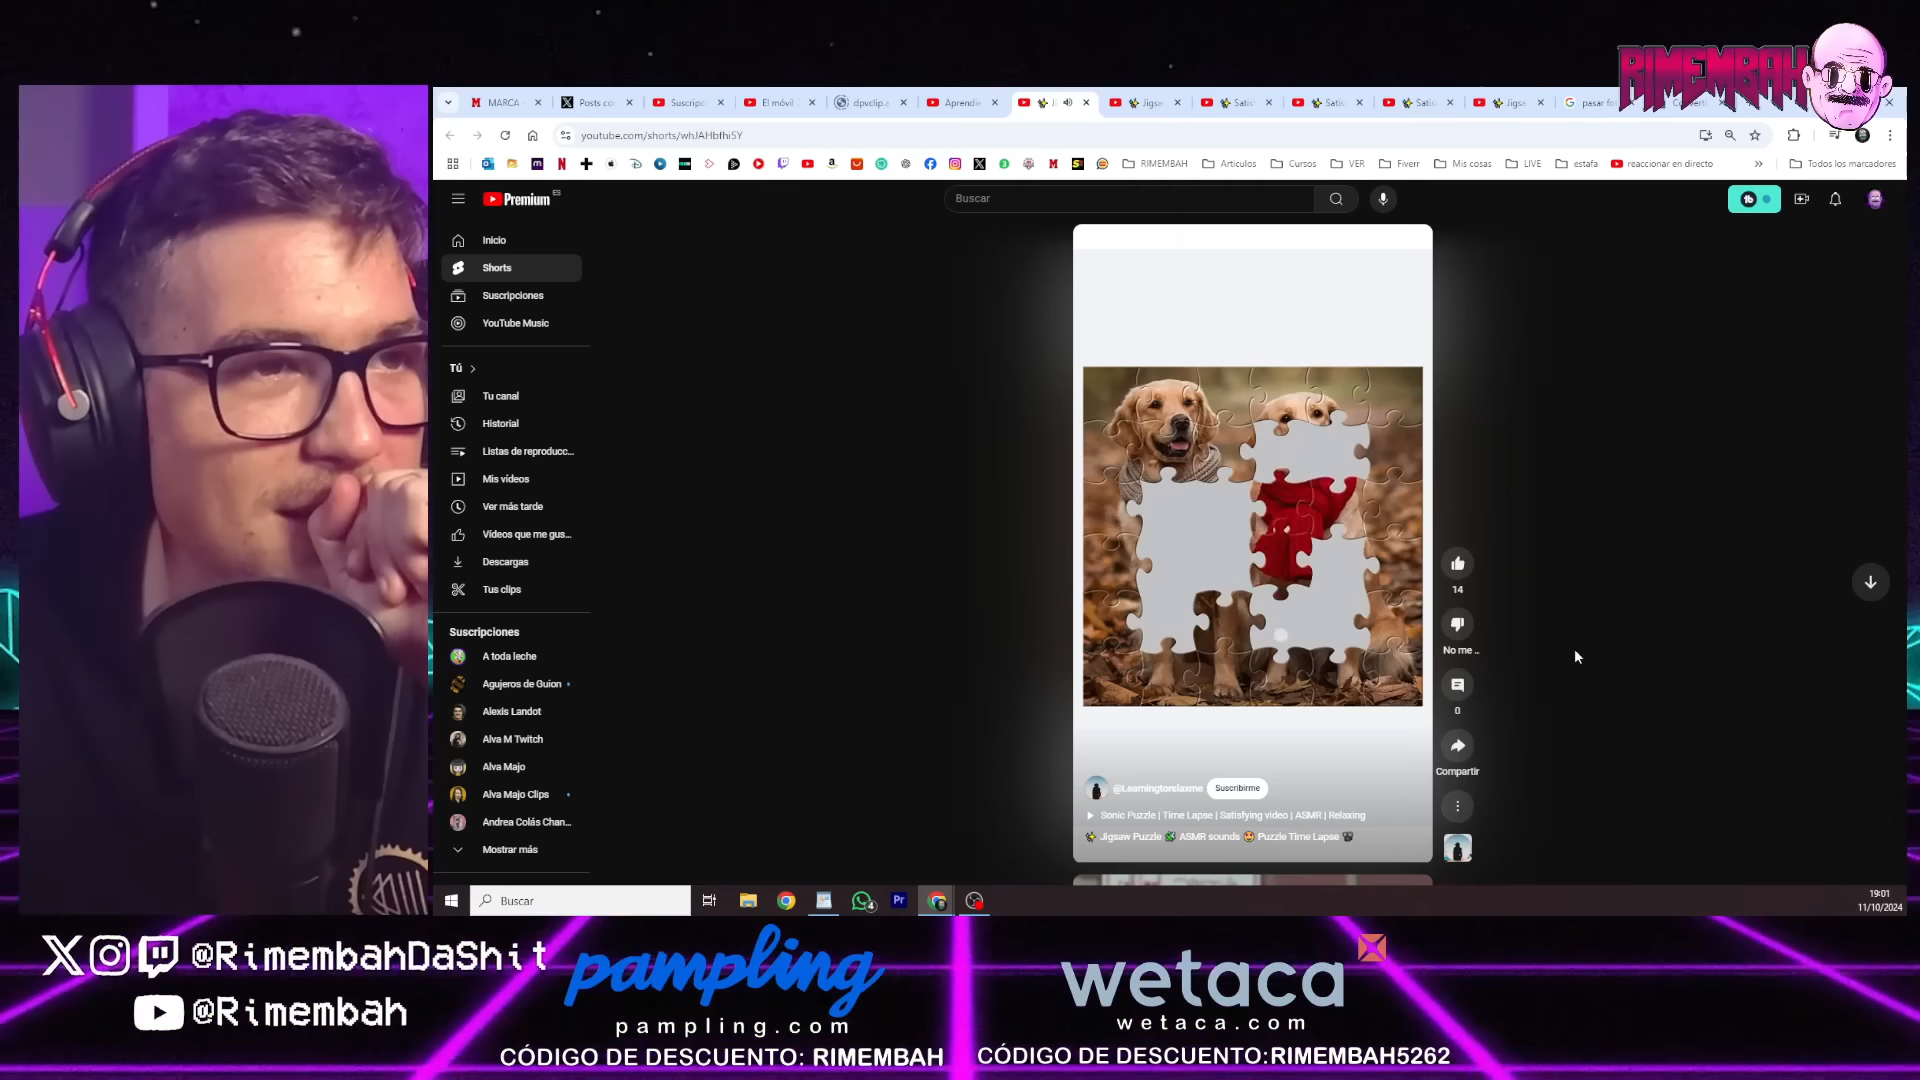 RIMEMBAH
MARCA
Posts co
Suscripc
El móvil
dpvclip.a
Aprendie
Jigsa
Satis
Satis
Satis
Jigsa
pasar fo
youtube.com/shorts/whJAHbfhi5Y
RIMEMBAH
Articulos
Cursos
VER
Fiverr
Mis cosas
LIVE
estafa
reaccionar en directo
Todos los marcadores
Premium ES
Buscar
Inicio
Shorts
Suscripciones
YouTube Music
Tú
Tu canal
Historial
Listas de reproducc...
Mis vídeos
Ver más tarde
Vídeos que me gus...
Descargas
Tus clips
Suscripciones
A toda leche
Agujeros de Guion
Alexis Landot
Alva M Twitch
Alva Majo
Alva Majo Clips
Andrea Colás Chan...
Mostrar más
14
No me ...
0
Compartir
@Learningtorelaxme
Suscribirme
Sonic Puzzle | Time Lapse | Satisfying video | ASMR | Relaxing
Jigsaw Puzzle ASMR sounds Puzzle Time Lapse
Buscar
4
Pr
19:01
11/10/2024
@RimembahDaShit
@Rimembah
pampling
pampling.com
CÓDIGO DE DESCUENTO: RIMEMBAH
wetaca
wetaca.com
CÓDIGO DE DESCUENTO:RIMEMBAH5262